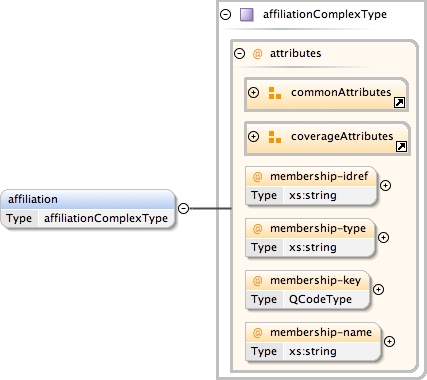 affiliationComplexType
@ attributes
commonAttributes
coverageAttributes
@ membership-idref
Type xs:string
affiliation
Type affiliationComplexType
@ membership-type
Type xs:string
@ membership-key
Type QCodeType
@ membership-name
Type xs:string